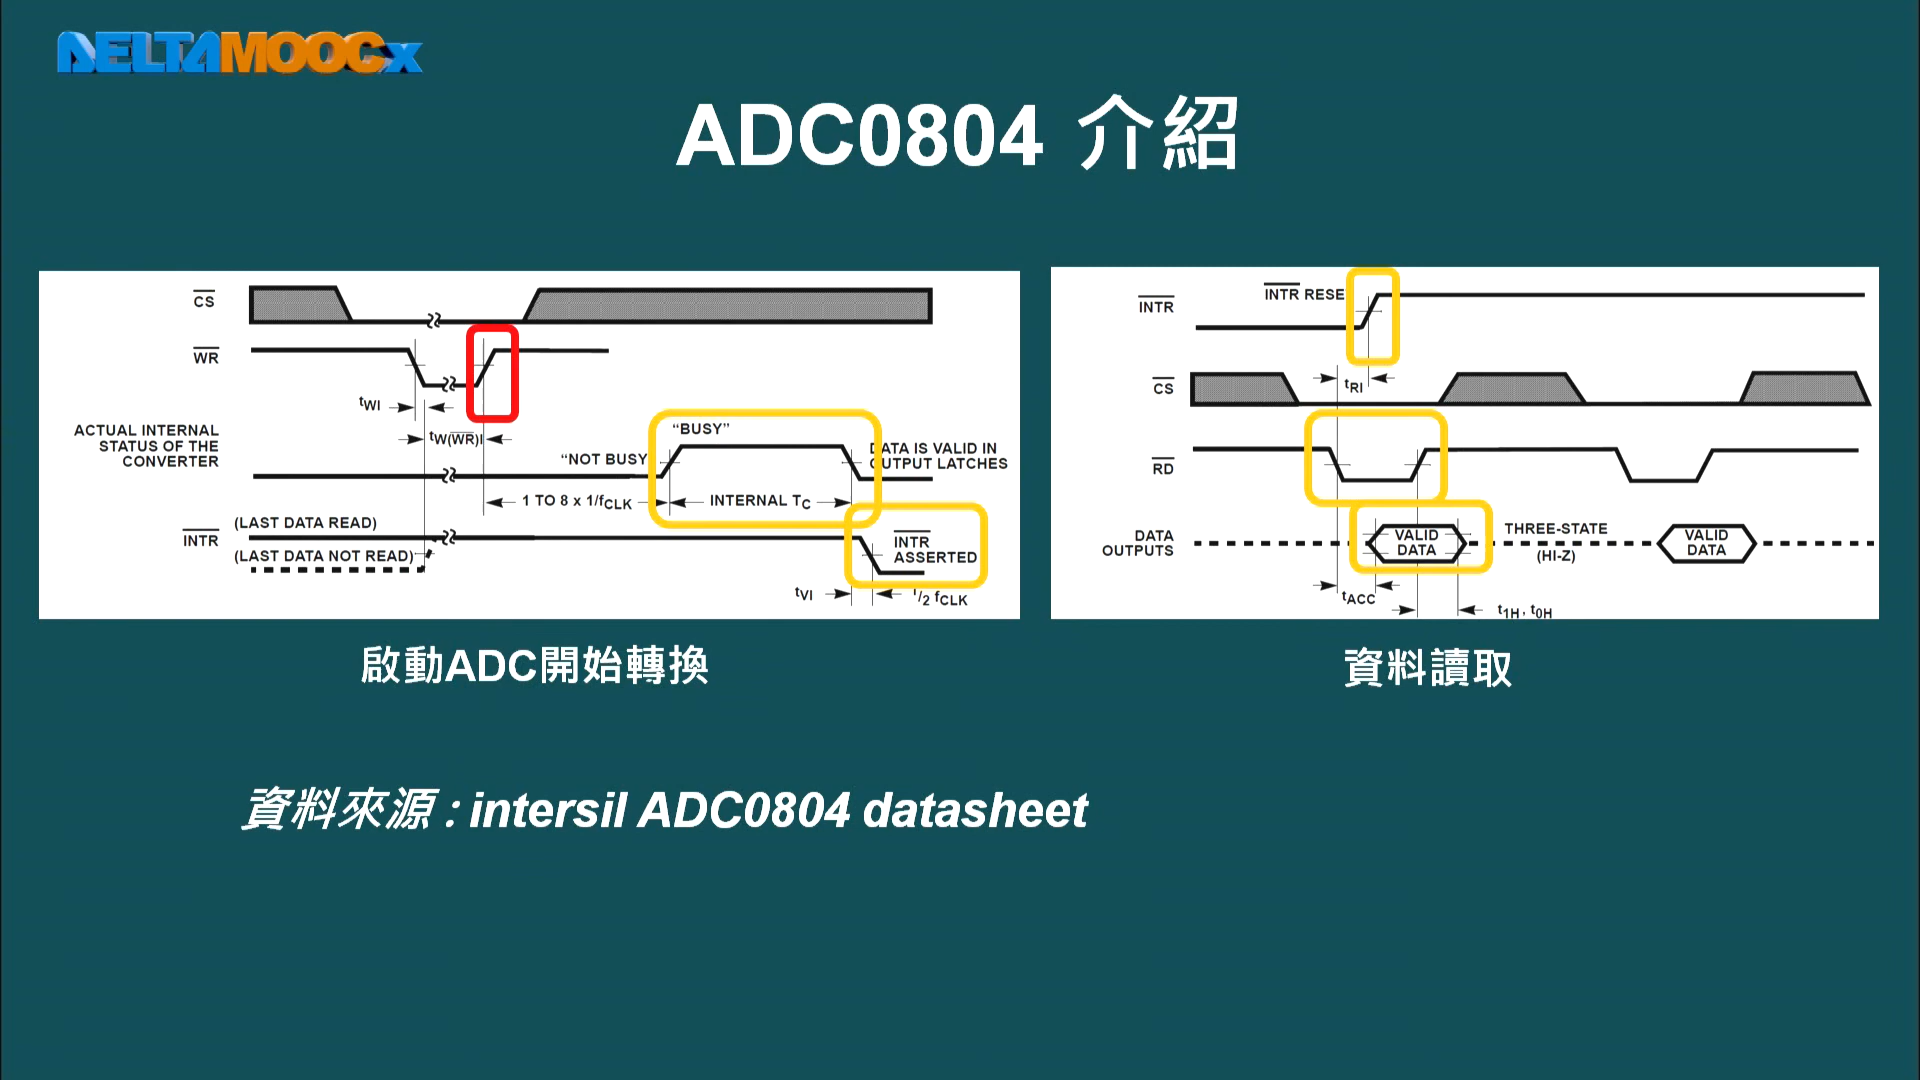 DELTAMOOCx
ADC0804 介紹
CS
WR
tWI
tW(WR)I
ACTUAL INTERNAL
STATUS OF THE
CONVERTER
"NOT BUSY
"BUSY"
DATA IS VALID IN
OUTPUT LATCHES
1 TO 8 x 1/fCLK
INTERNAL TC
INTR
(LAST DATA READ)
(LAST DATA NOT READ)
INTR
ASSERTED
tVI
1/2 fCLK
INTR
INTR RESE
tRI
CS
RD
DATA
OUTPUTS
VALID
DATA
THREE-STATE
(HI-Z)
VALID
DATA
tACC
t1H, t0H
啟動ADC開始轉換
資料讀取
資料來源 : intersil ADC0804 datasheet